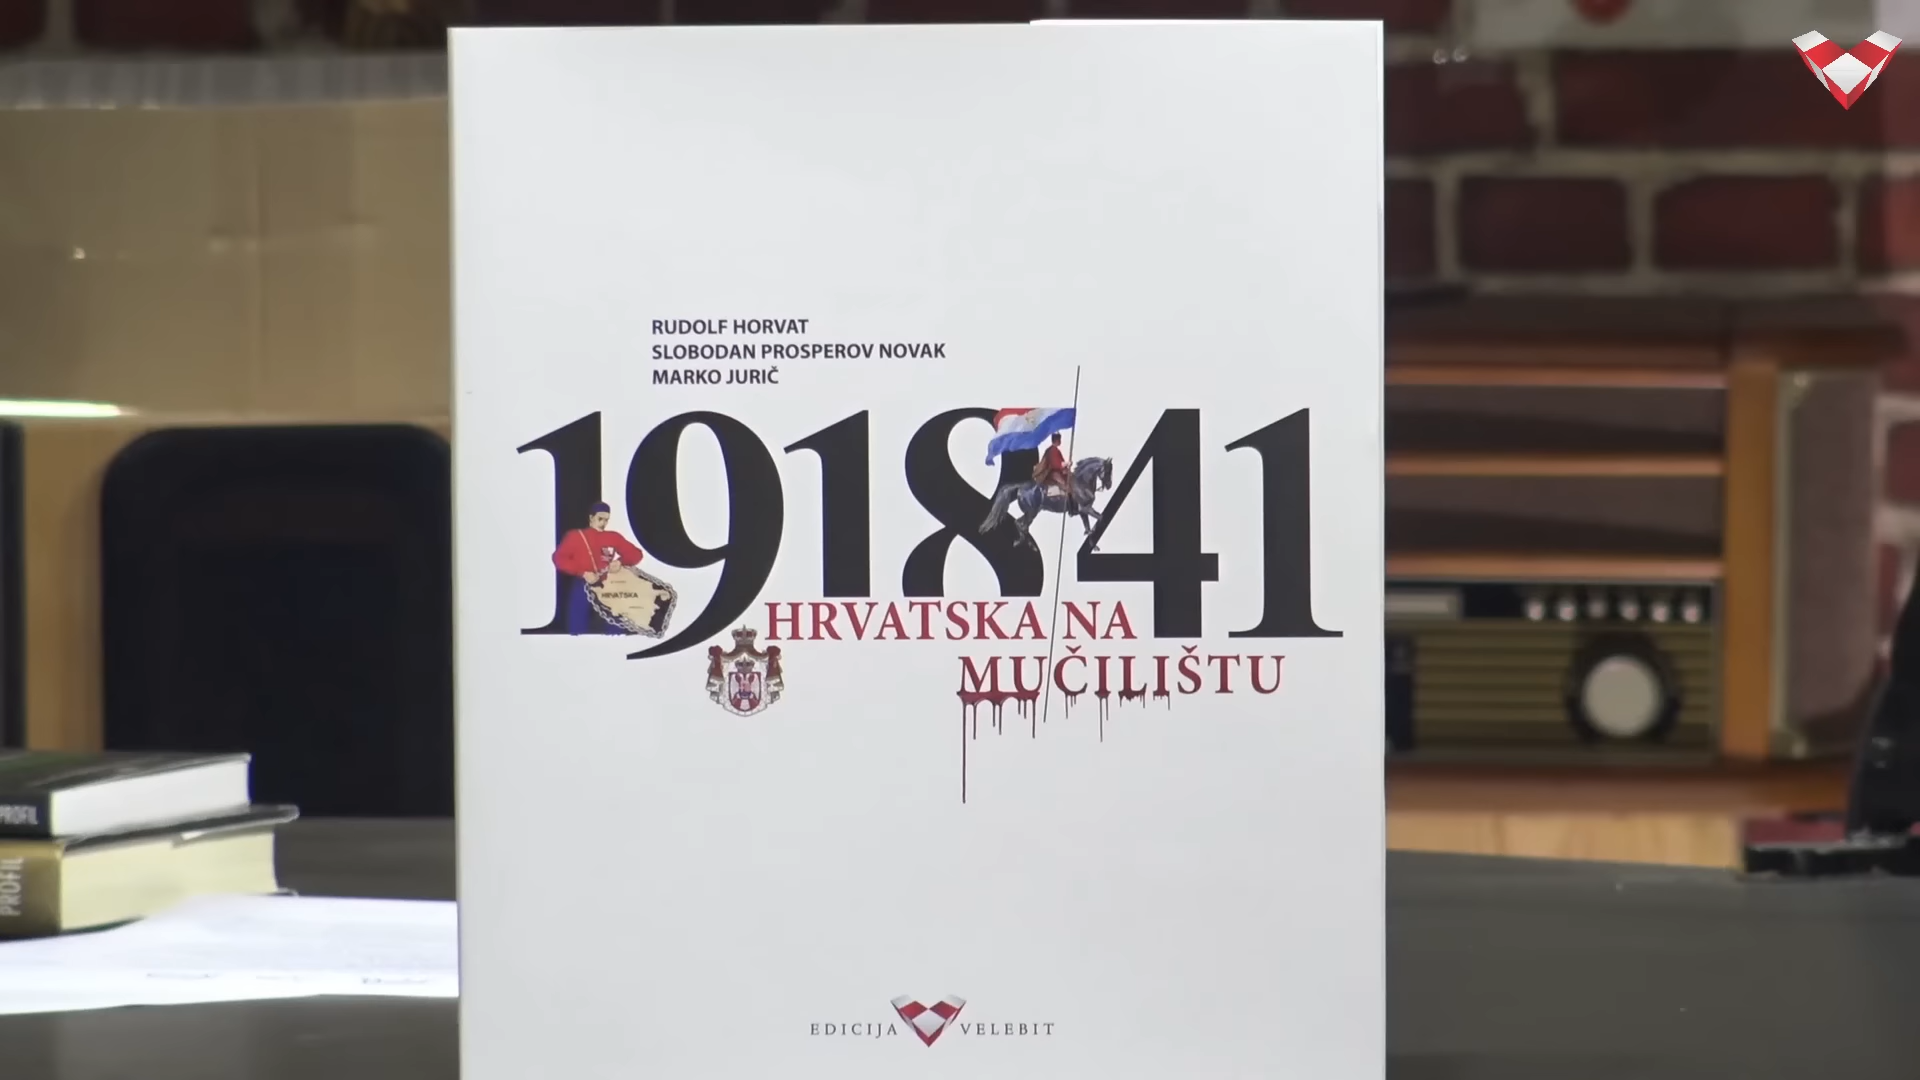 RUDOLF HORVAT
SLOBODAN PROSPEROV NOVAK
MARKO JURIČ
1918/41
HRVATSKA
HRVATSKA NA
MUČILIŠTU
EDICIJA VELEBIT
PROFIL
PROFIL